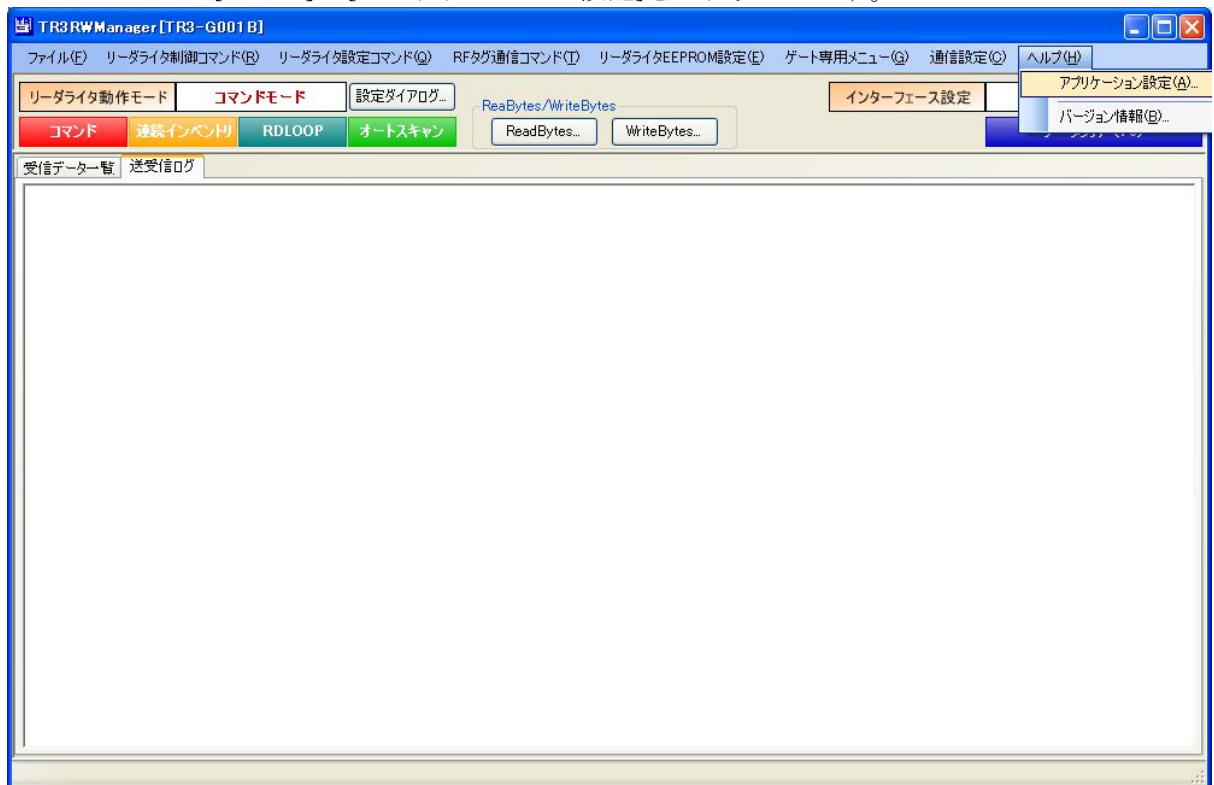 TR3RWManager[TR3-G001B]
ファイル(F) リーダライタ制御コマンド(R) リーダライタ設定コマンド(Q) RFタグ通信コマンド(T) リーダライタEEPROM設定(E) ゲート専用メニュー(G) 通信設定(C) ヘルプ(H)
アプリケーション設定(A)...
バージョン情報(B)...
リーダライタ動作モード コマンドモード 設定ダイアログ... ReaBytes/WriteBytes インターフェース設定
コマンド 連続インベントリ RDLOOP オートスキャン ReadBytes... WriteBytes...
受信データ一覧 送受信ログ